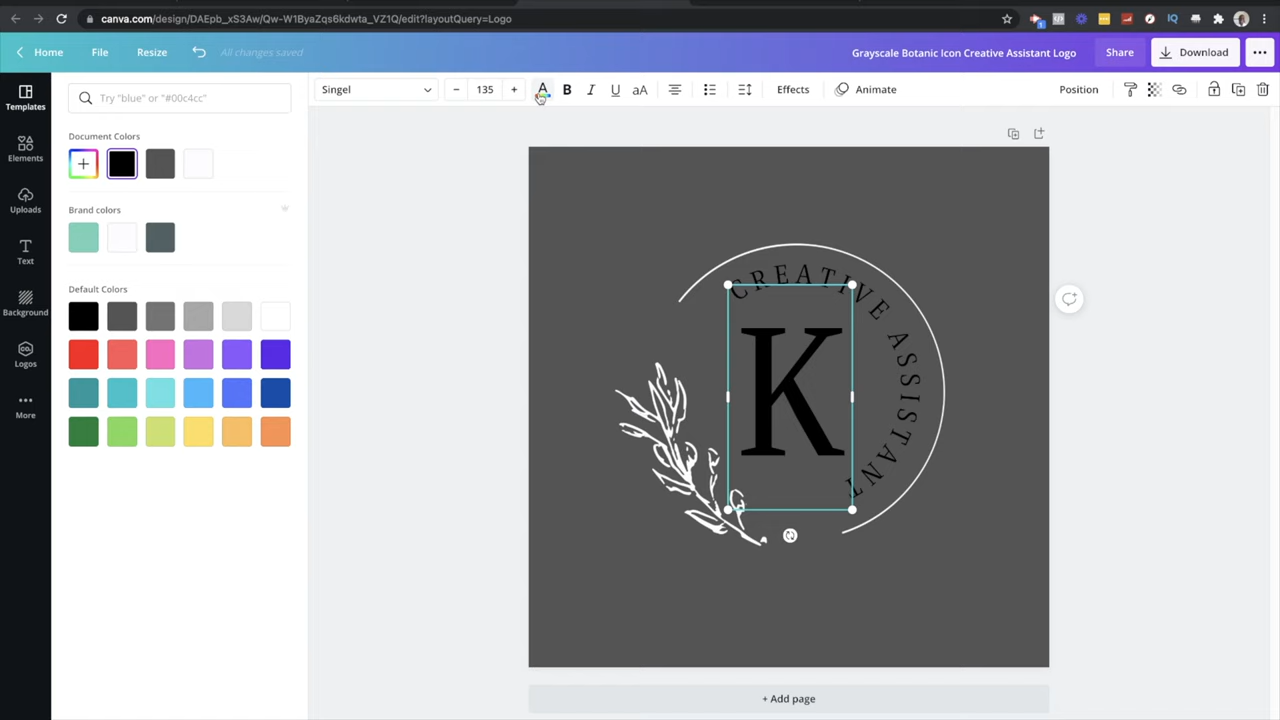 canva.com/design/DAEpb_xS3Aw/Qw-W1ByaZqs6kdwta_VZ1Q/edit?layoutQuery=Logo
Home File Resize All changes saved Grayscale Botanic Icon Creative Assistant Logo Share Download
Templates
Elements
Uploads
Text
Background
Logos
More
Try "blue" or "#00c4cc"
Document Colors
Brand colors
Default Colors
Singel - 135 + A B I U aA Effects Animate Position
CREATIVE ASSISTANT
K
+ Add page